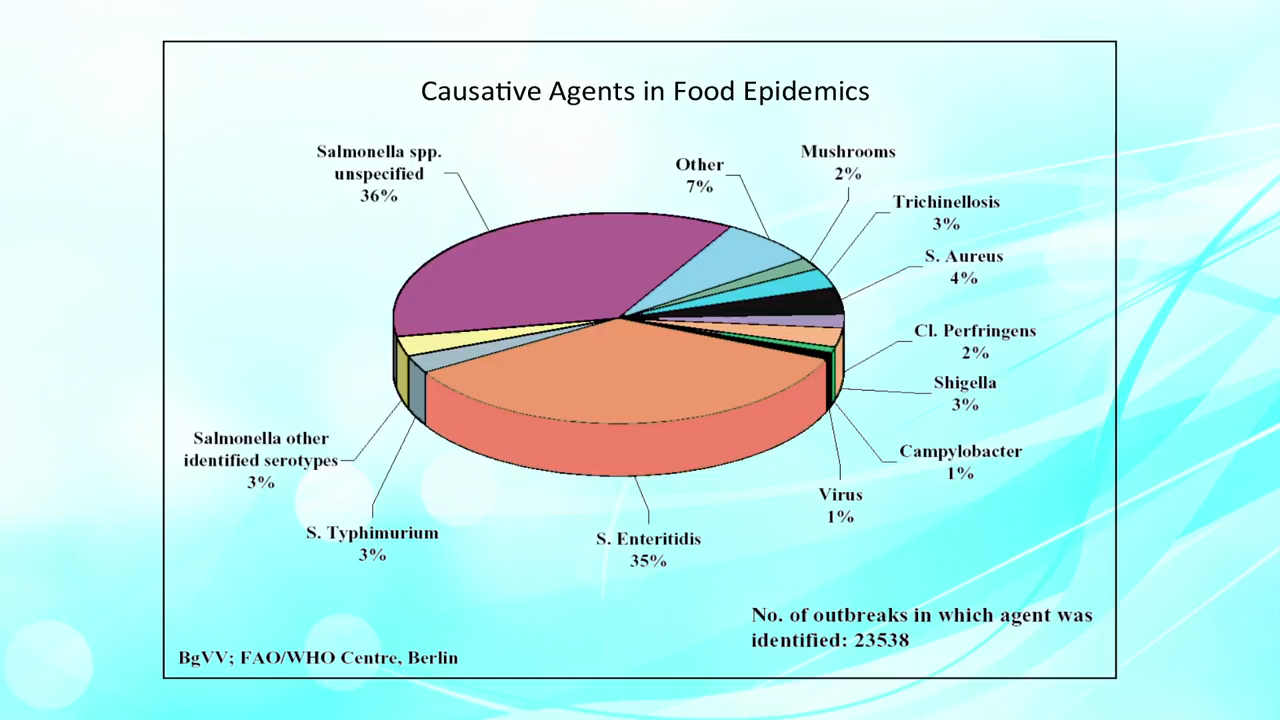 Causative Agents in Food Epidemics
Salmonella spp.
unspecified
36%
Other
7%
Mushrooms
2%
Trichinellosis
3%
S. Aureus
4%
Cl. Perfringens
2%
Shigella
3%
Campylobacter
1%
Virus
1%
S. Enteritidis
35%
S. Typhimurium
3%
Salmonella other
identified serotypes
3%
No. of outbreaks in which agent was
identified: 23538
BgVV; FAO/WHO Centre, Berlin